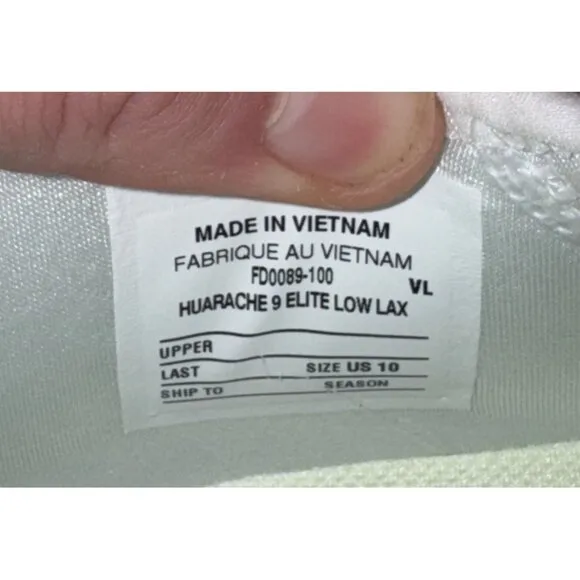 MADE IN VIETNAM
FABRIQUE AU VIETNAM
FD0089-100 VL
HUARACHE 9 ELITE LOW LAX
UPPER
LAST SIZE US 10
SHIP TO SEASON